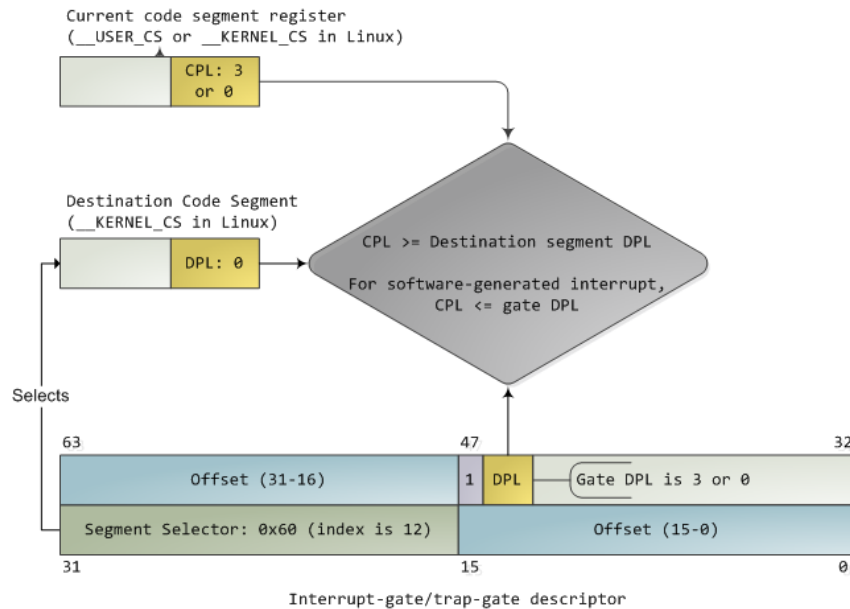 Current code segment register
(__USER_CS or __KERNEL_CS in Linux)
CPL: 3
or 0
Destination Code Segment
(__KERNEL_CS in Linux)
DPL: 0
CPL >= Destination segment DPL
For software-generated interrupt,
CPL <= gate DPL
Selects
63 47 32
Offset (31-16) 1 DPL Gate DPL is 3 or 0
Segment Selector: 0x60 (index is 12) Offset (15-0)
31 15 0
Interrupt-gate/trap-gate descriptor